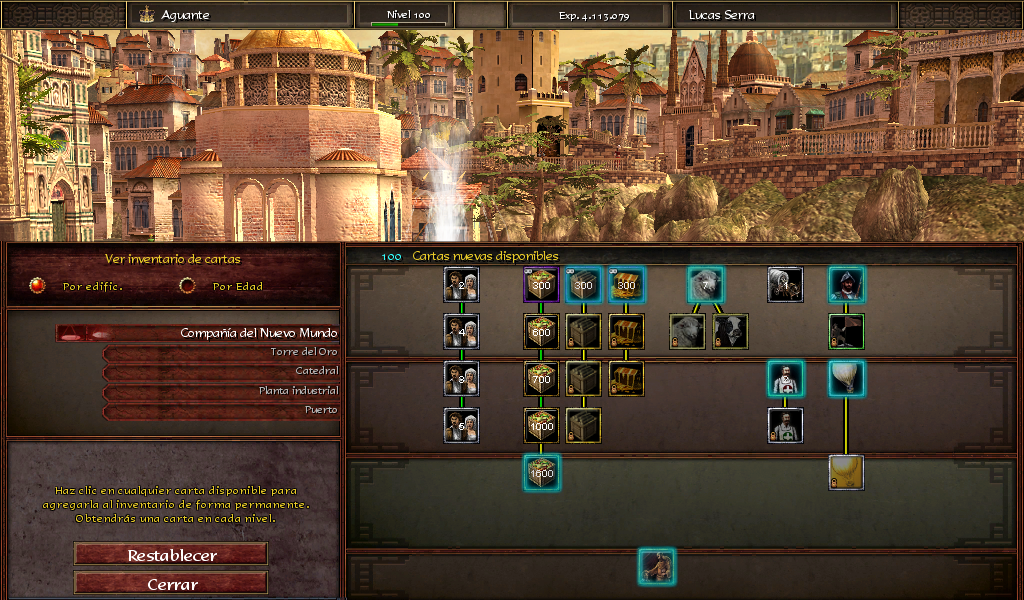 Aguante
Nivel 100
Exp. 4.113.079
Lucas Serra
Ver inventario de cartas
Por edific.
Por Edad
100 Cartas nuevas disponibles
2
300
300
300
7
1
Compañía del Nuevo Mundo
Torre del Oro
Catedral
Planta industrial
Puerto
4
600
700
2
6
1000
1600
Haz clic en cualquier carta disponible para
agregarla al inventario de forma permanente.
Obtendrás una carta en cada nivel.
Restablecer
Cerrar